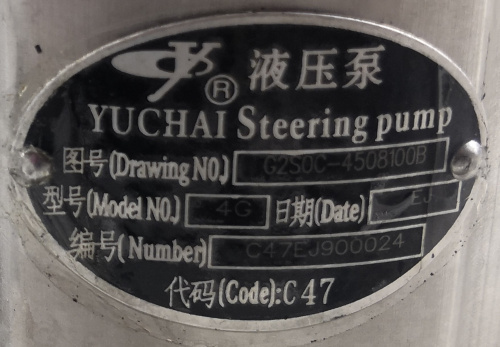 ® 液压泵
YUCHAI Steering pump
图号(Drawing NO.) G2S0C-4508100B
型号(Model NO.) 4G 日期(Date) EJ
编号(Number) C47EJ900024
代码(Code):C47